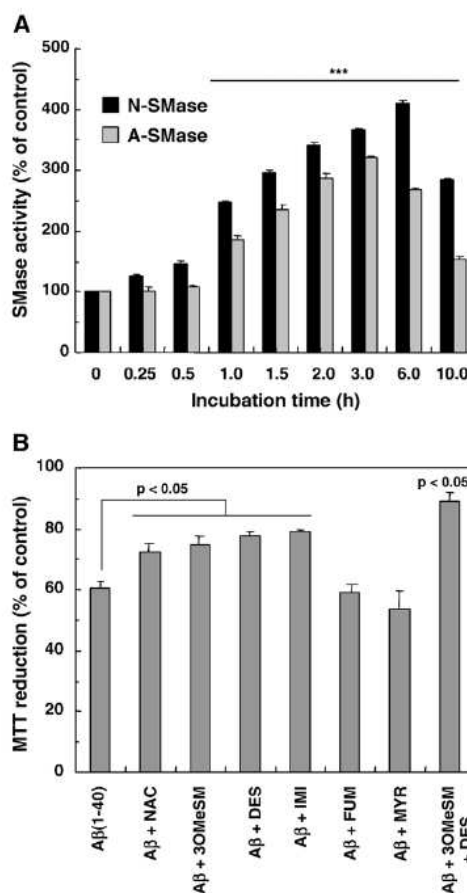 A
500
400
300
200
100
0
SMase activity (% of control)
***
N-SMase
A-SMase
0 0.25 0.5 1.0 1.5 2.0 3.0 6.0 10.0
Incubation time (h)
B
100
80
60
40
20
0
MTT reduction (% of control)
p < 0.05
p < 0.05
Aβ(1-40)
Aβ + NAC
Aβ + 3OMeSM
Aβ + DES
Aβ + IMI
Aβ + FUM
Aβ + MYR
Aβ + 3OMeSM
+ DES